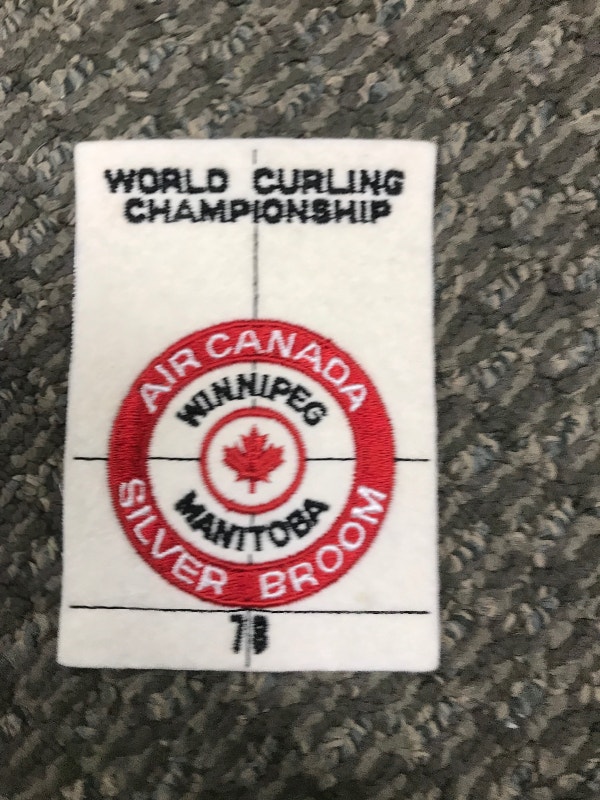 WORLD CURLING
CHAMPIONSHIP
AIR CANADA
WINNIPEG
MANITOBA
SILVER BROOM
78